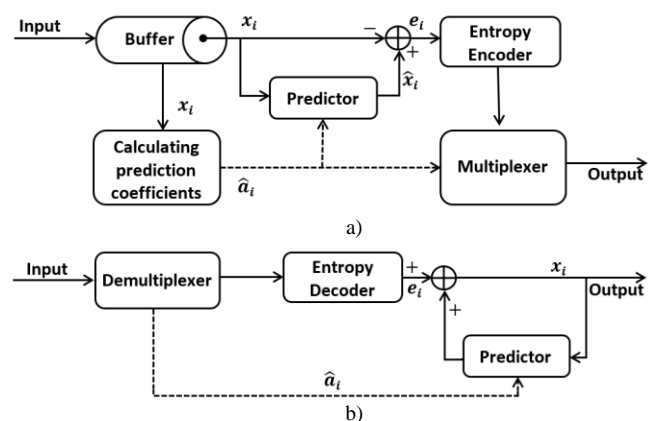 Input
Buffer
x_i
−
e_i
+
Entropy
Encoder
x̂_i
Predictor
x_i
Calculating
prediction
coefficients
â_i
Multiplexer
Output
a)
Input
Demultiplexer
Entropy
Decoder
+
e_i
+
x_i
Output
Predictor
â_i
b)